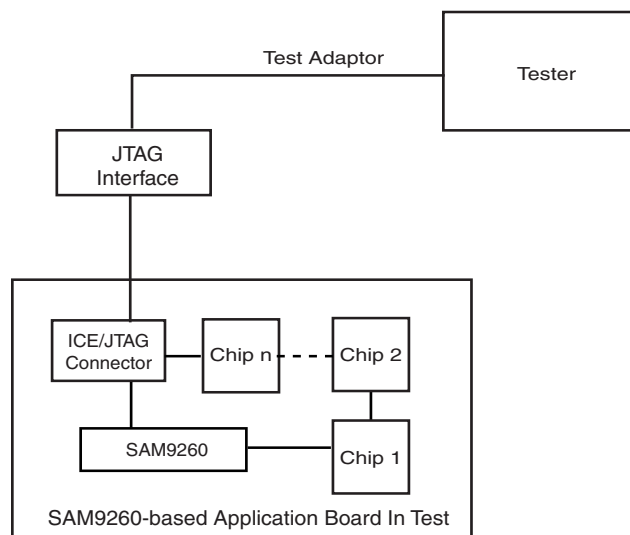 Test Adaptor
Tester
JTAG
Interface
ICE/JTAG
Connector
Chip n
Chip 2
SAM9260
Chip 1
SAM9260-based Application Board In Test